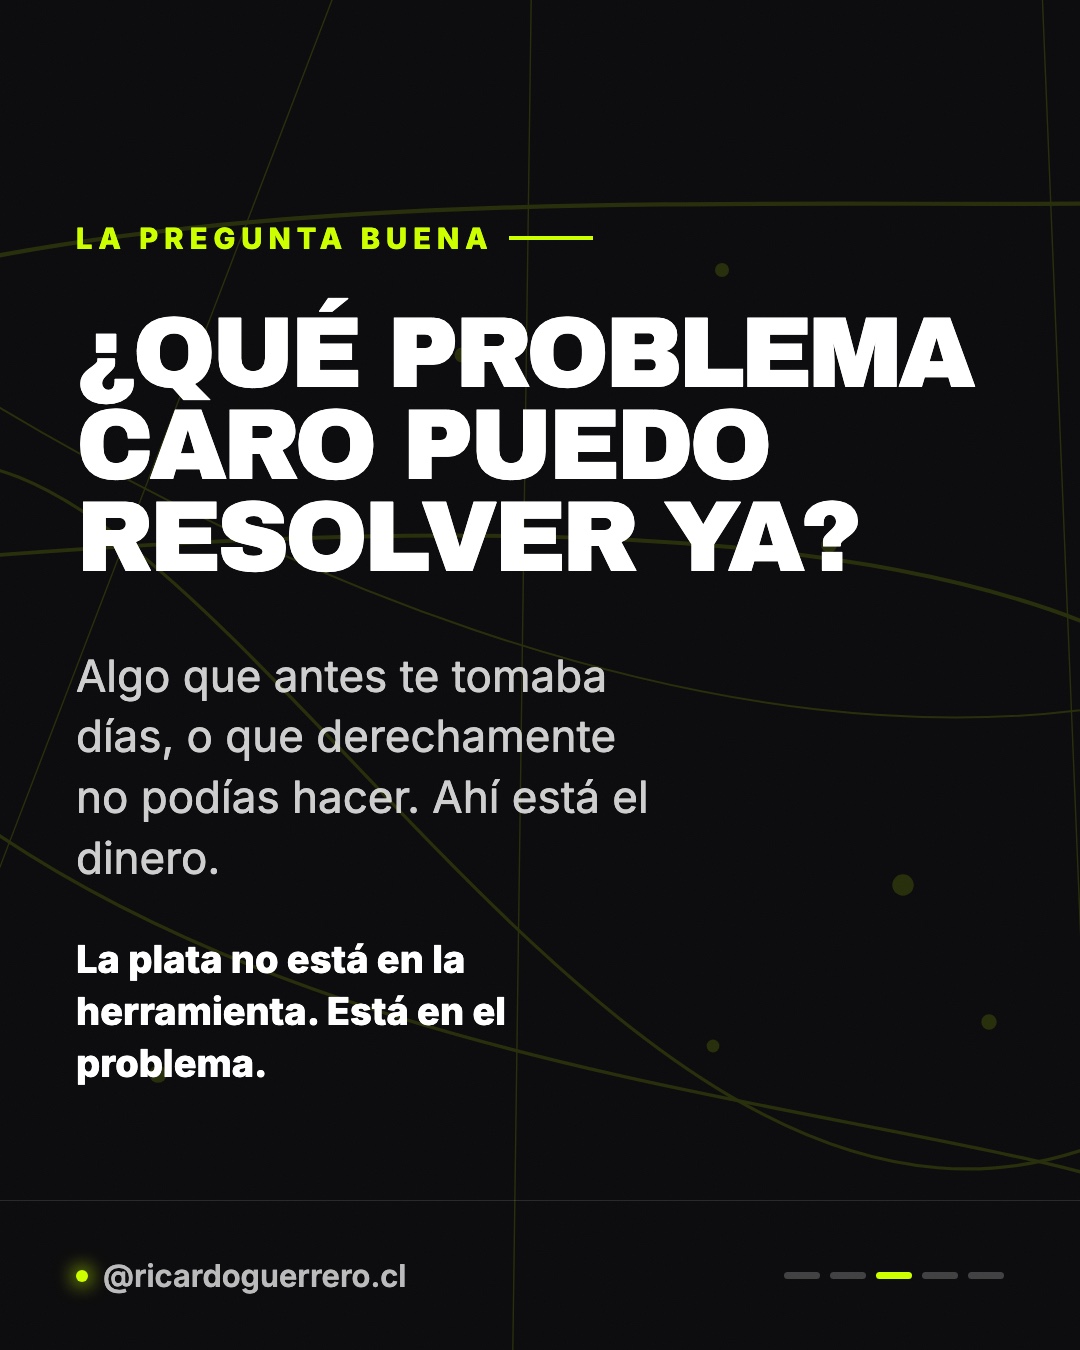 LA PREGUNTA BUENA
¿QUÉ PROBLEMA
CARO PUEDO
RESOLVER YA?
Algo que antes te tomaba
días, o que derechamente
no podías hacer. Ahí está el
dinero.
La plata no está en la
herramienta. Está en el
problema.
@ricardoguerrero.cl